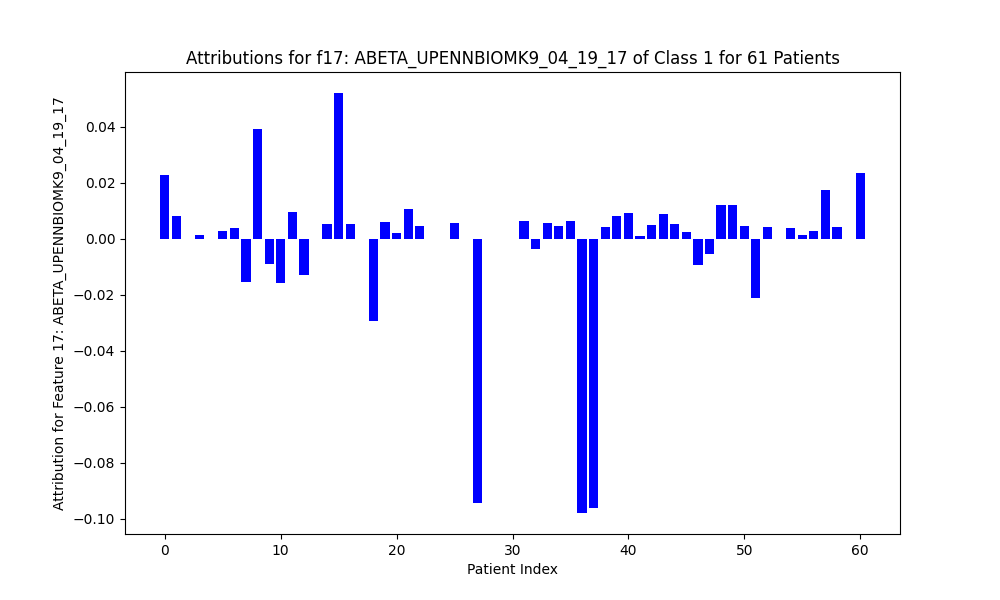 Attributions for f17: ABETA_UPENNBIOMK9_04_19_17 of Class 1 for 61 Patients
Attribution for Feature 17: ABETA_UPENNBIOMK9_04_19_17
0.04
0.02
0.00
−0.02
−0.04
−0.06
−0.08
−0.10
0 10 20 30 40 50 60
Patient Index